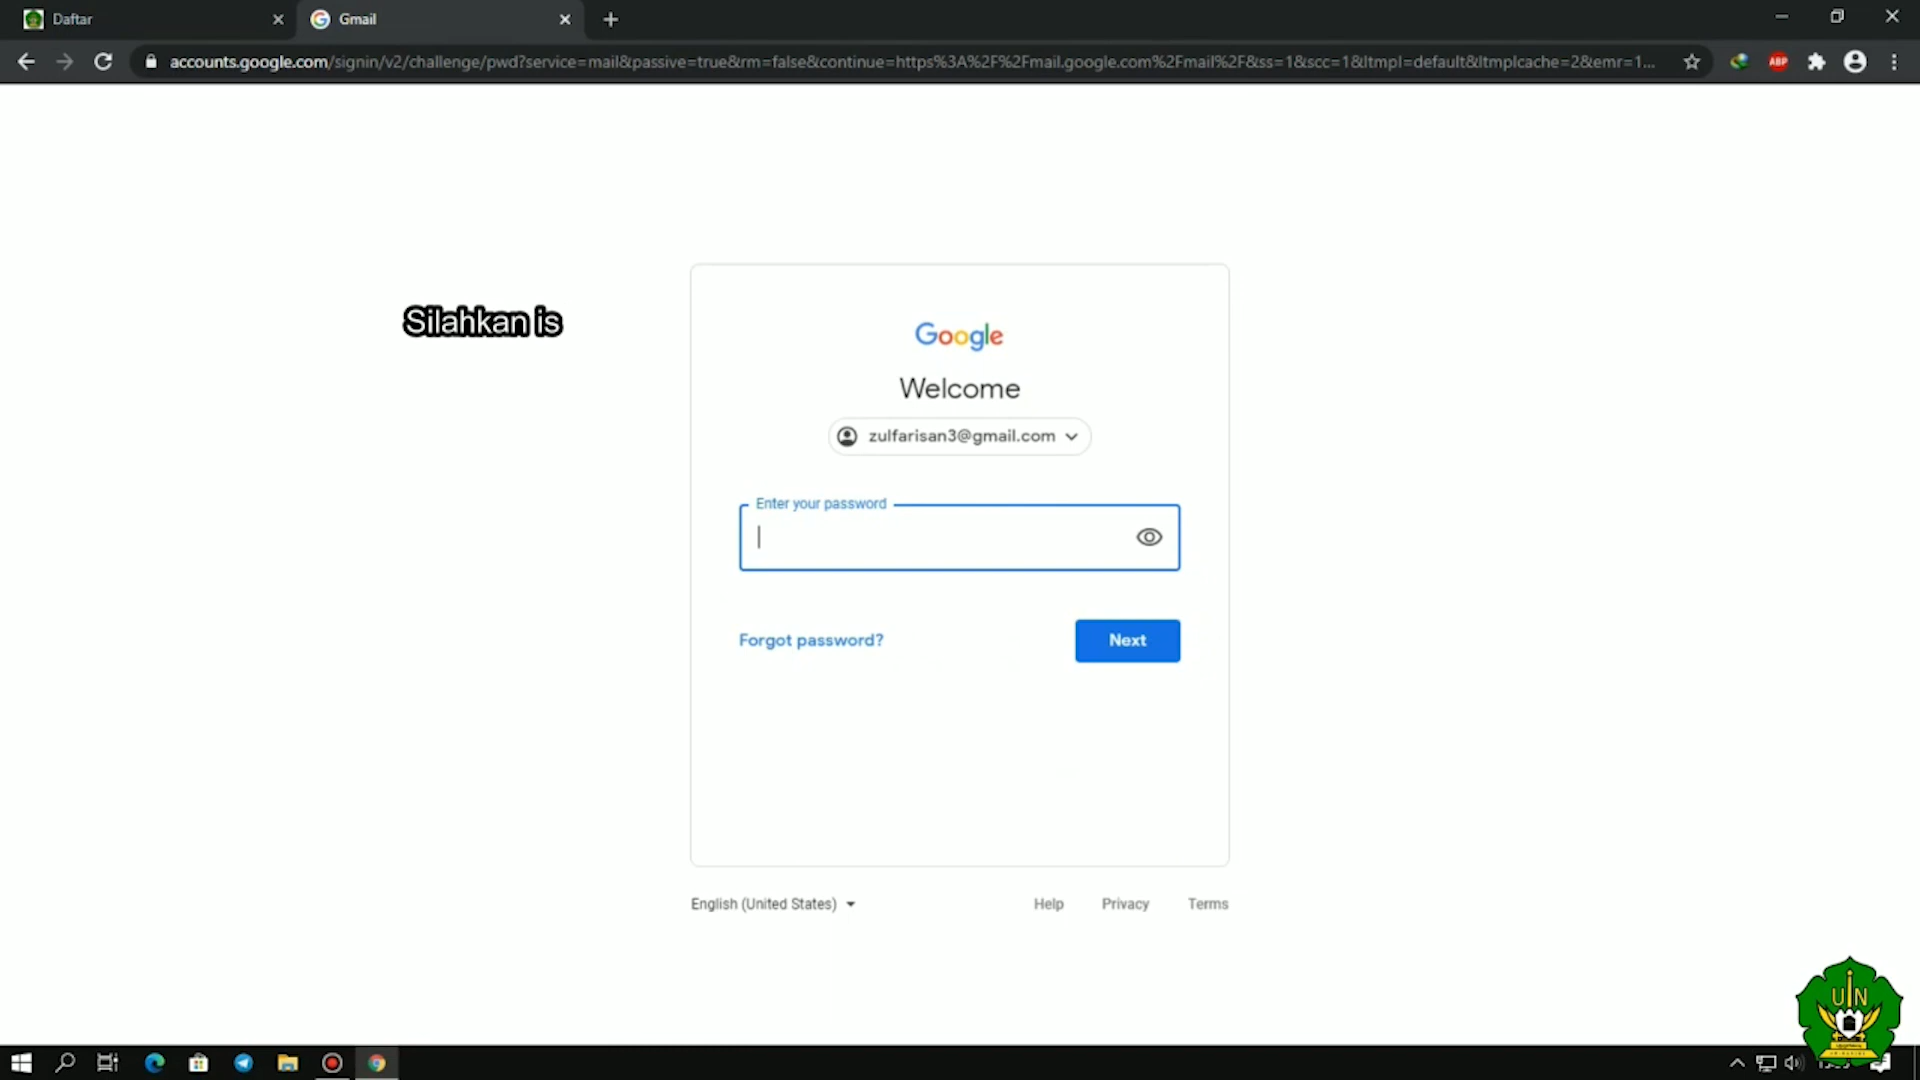 Daftar
Gmail
accounts.google.com/signin/v2/challenge/pwd?service=mail&passive=true&rm=false&continue=https%3A%2F%2Fmail.google.com%2Fmail%2F&ss=1&scc=1&ltmpl=default&ltmplcache=2&emr=1...
ABP
Silahkan is
Google
Welcome
zulfarisan3@gmail.com
Enter your password
Forgot password?
Next
English (United States)
Help
Privacy
Terms
UIN